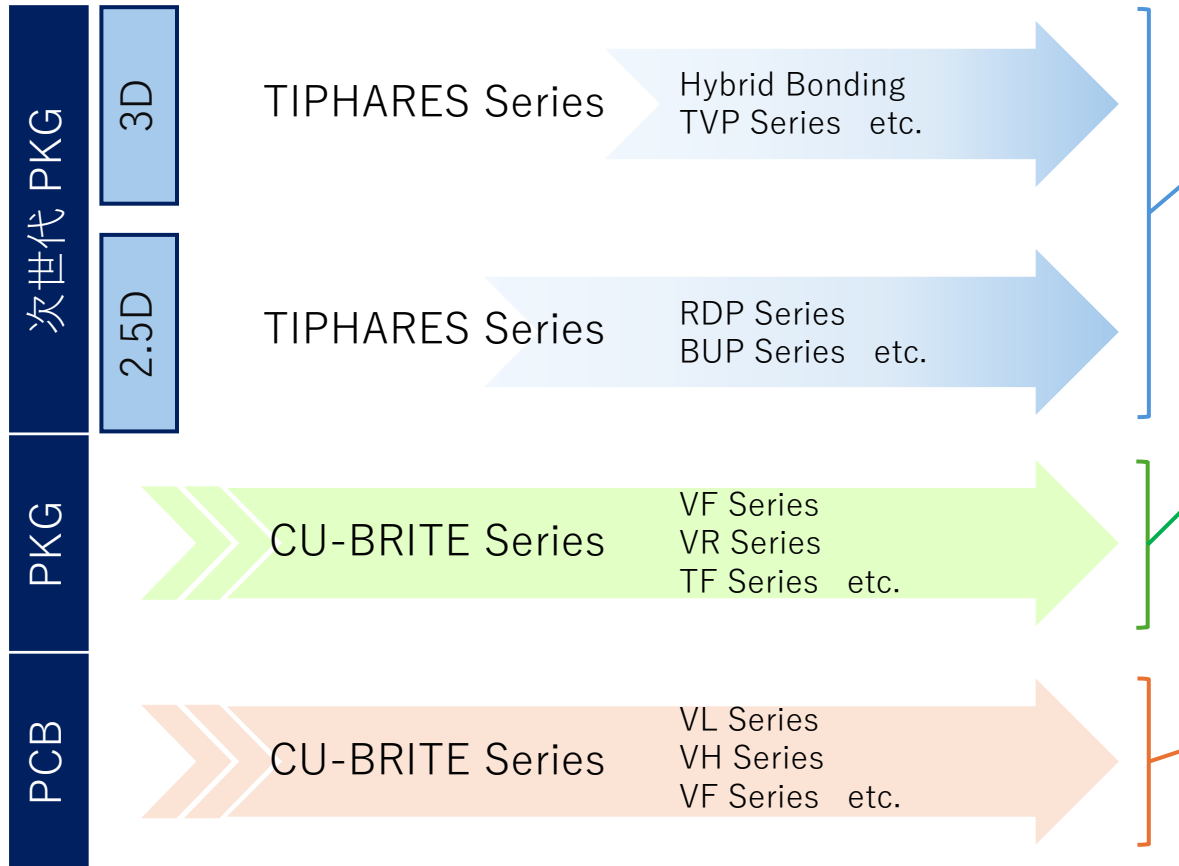 次世代 PKG
3D
TIPHARES Series
Hybrid Bonding
TVP Series etc.
2.5D
TIPHARES Series
RDP Series
BUP Series etc.
PKG
CU-BRITE Series
VF Series
VR Series
TF Series etc.
PCB
CU-BRITE Series
VL Series
VH Series
VF Series etc.